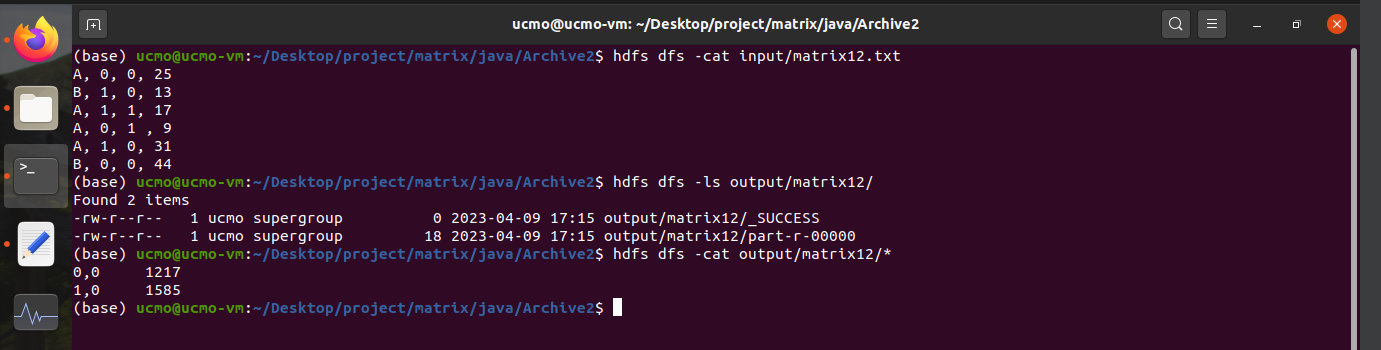 ucmo@ucmo-vm: ~/Desktop/project/matrix/java/Archive2
(base) ucmo@ucmo-vm:~/Desktop/project/matrix/java/Archive2$ hdfs dfs -cat input/matrix12.txt
A, 0, 0, 25
B, 1, 0, 13
A, 1, 1, 17
A, 0, 1 , 9
A, 1, 0, 31
B, 0, 0, 44
(base) ucmo@ucmo-vm:~/Desktop/project/matrix/java/Archive2$ hdfs dfs -ls output/matrix12/
Found 2 items
-rw-r--r--   1 ucmo supergroup          0 2023-04-09 17:15 output/matrix12/_SUCCESS
-rw-r--r--   1 ucmo supergroup         18 2023-04-09 17:15 output/matrix12/part-r-00000
(base) ucmo@ucmo-vm:~/Desktop/project/matrix/java/Archive2$ hdfs dfs -cat output/matrix12/*
0,0     1217
1,0     1585
(base) ucmo@ucmo-vm:~/Desktop/project/matrix/java/Archive2$